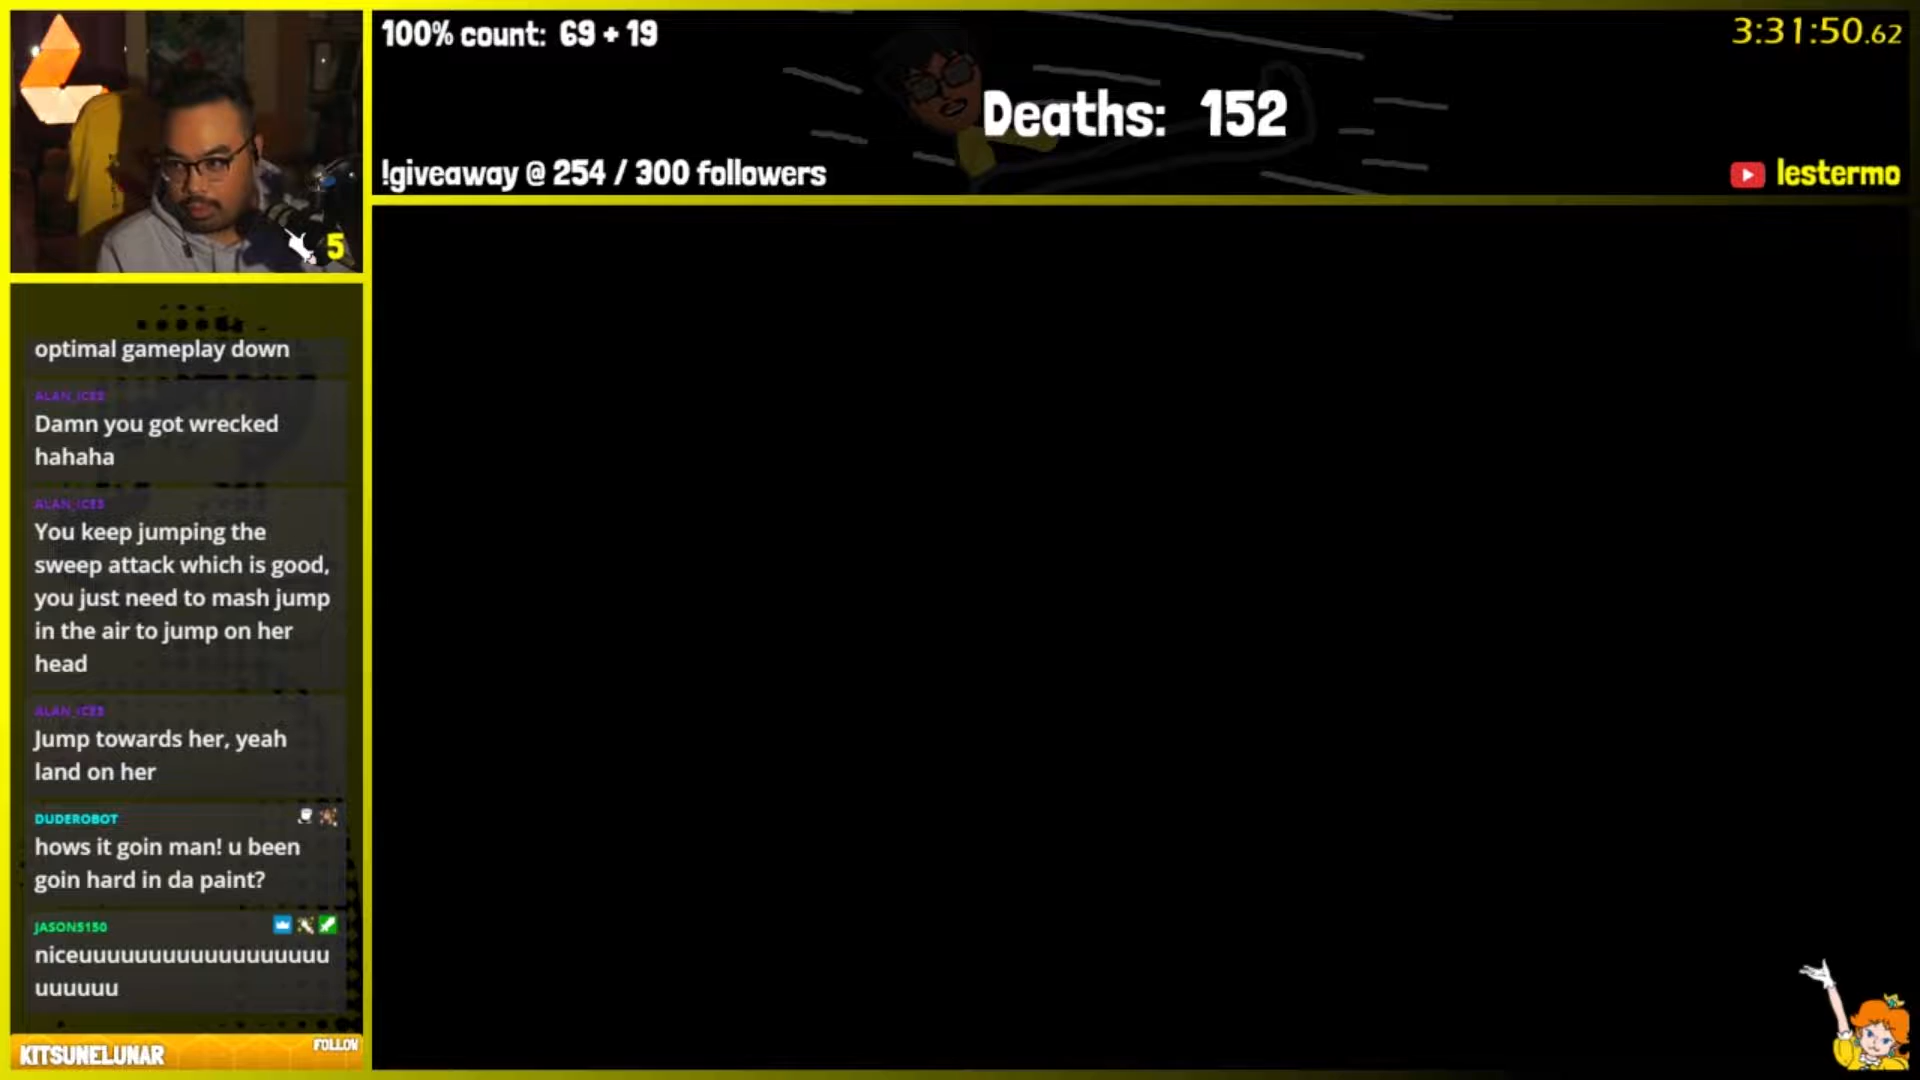 100% count: 69 + 19
3:31:50.62
Deaths: 152
!giveaway @ 254 / 300 followers
lestermo
5
optimal gameplay down
ALAN_ICE3
Damn you got wrecked
hahaha
ALAN_ICE3
You keep jumping the
sweep attack which is good,
you just need to mash jump
in the air to jump on her
head
ALAN_ICE3
Jump towards her, yeah
land on her
DUDEROBOT
hows it goin man! u been
goin hard in da paint?
JASON5150
niceuuuuuuuuuuuuuuuuuu
uuuuuu
KITSUNELUNAR
FOLLOW